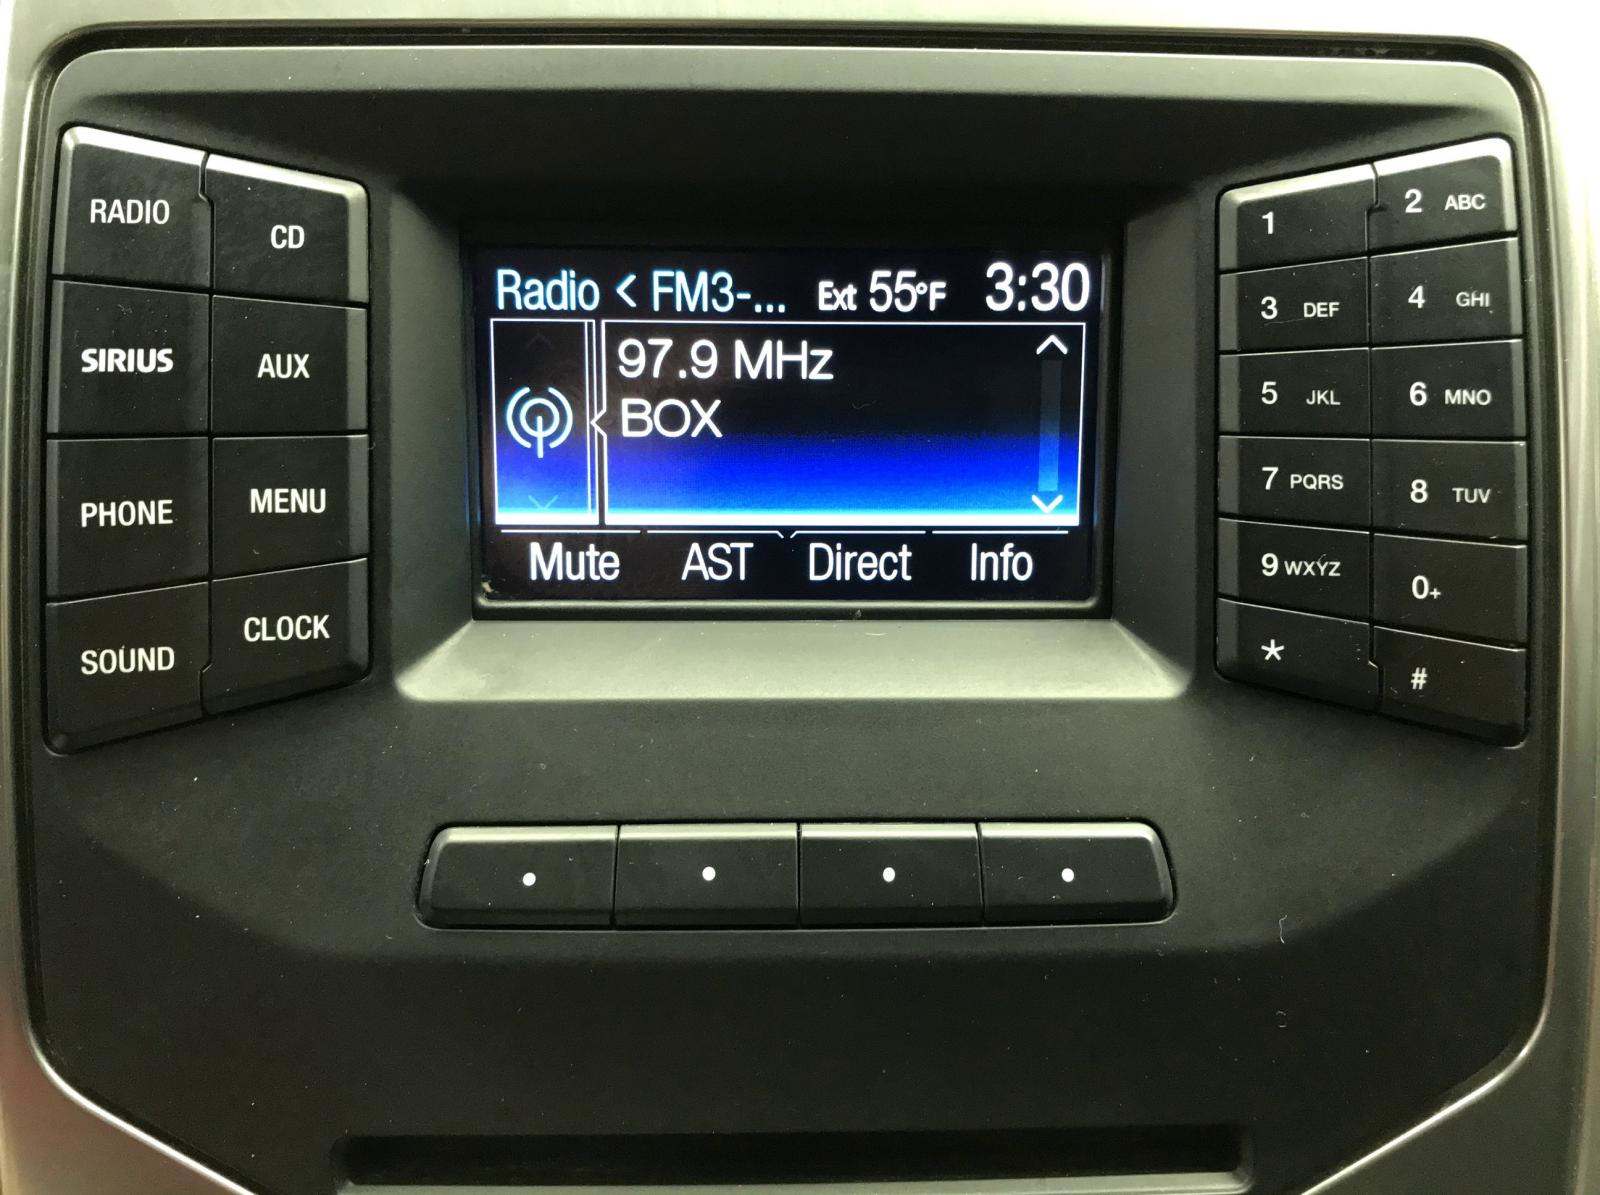 RADIO
CD
SIRIUS
AUX
PHONE
MENU
SOUND
CLOCK
Radio < FM3-... Ext 55°F 3:30
97.9 MHz
BOX
Mute AST Direct Info
1
2 ABC
3 DEF
4 GHI
5 JKL
6 MNO
7 PQRS
8 TUV
9 WXYZ
0+
*
#